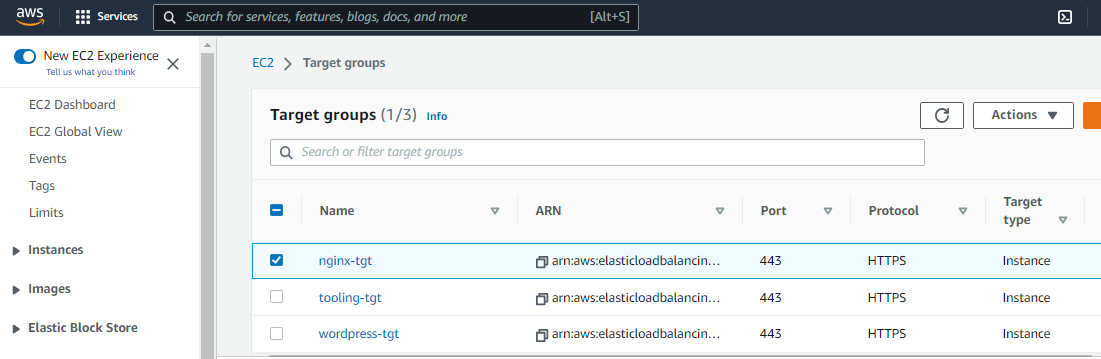 aws Services Search for services, features, blogs, docs, and more [Alt+S]
New EC2 Experience
Tell us what you think
EC2 Dashboard
EC2 Global View
Events
Tags
Limits
Instances
Images
Elastic Block Store
EC2 Target groups
Target groups (1/3) Info
Actions
Search or filter target groups
Name ARN Port Protocol Target type
nginx-tgt arn:aws:elasticloadbalancin... 443 HTTPS Instance
tooling-tgt arn:aws:elasticloadbalancin... 443 HTTPS Instance
wordpress-tgt arn:aws:elasticloadbalancin... 443 HTTPS Instance